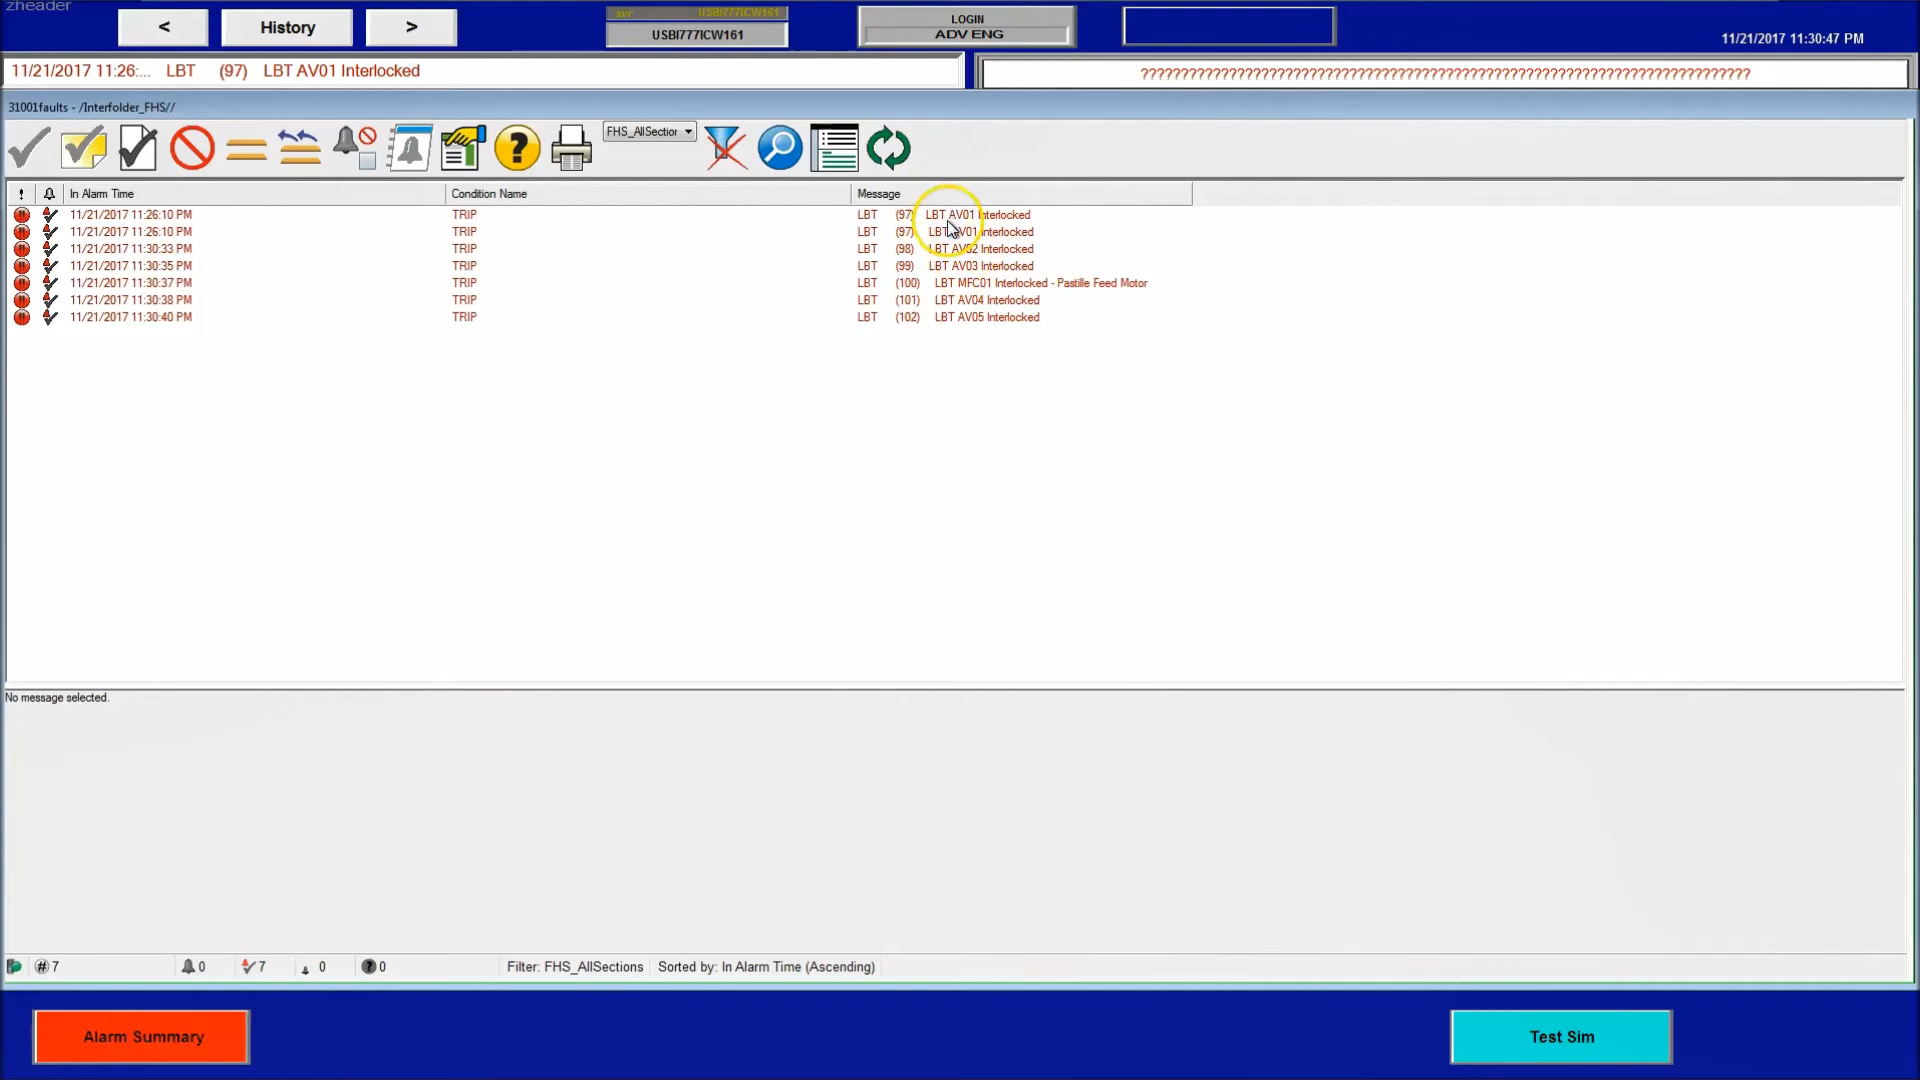 zheader
<
History
>
svr USBI777ICW161
USBI777ICW161
LOGIN
ADV ENG
11/21/2017 11:30:47 PM
11/21/2017 11:26:... LBT (97) LBT AV01 Interlocked
????????????????????????????????????????????????????????????????????????????
31001faults - /Interfolder_FHS//
FHS_AllSection
! In Alarm Time Condition Name Message
11/21/2017 11:26:10 PM TRIP LBT (97) LBT AV01 Interlocked
11/21/2017 11:26:10 PM TRIP LBT (97) LBT AV01 Interlocked
11/21/2017 11:30:33 PM TRIP LBT (98) LBT AV02 Interlocked
11/21/2017 11:30:35 PM TRIP LBT (99) LBT AV03 Interlocked
11/21/2017 11:30:37 PM TRIP LBT (100) LBT MFC01 Interlocked - Pastille Feed Motor
11/21/2017 11:30:38 PM TRIP LBT (101) LBT AV04 Interlocked
11/21/2017 11:30:40 PM TRIP LBT (102) LBT AV05 Interlocked
No message selected.
# 7 0 7 0 ? 0 Filter: FHS_AllSections Sorted by: In Alarm Time (Ascending)
Alarm Summary
Test Sim